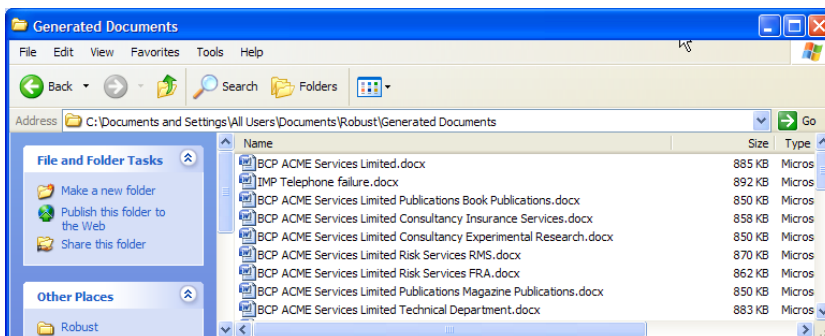 Generated Documents
File Edit View Favorites Tools Help
Back Search Folders
Address C:\Documents and Settings\All Users\Documents\Robust\Generated Documents Go
Name Size Type
File and Folder Tasks
Make a new folder
Publish this folder to
the Web
Share this folder
Other Places
Robust
BCP ACME Services Limited.docx 885 KB Micros
IMP Telephone failure.docx 892 KB Micros
BCP ACME Services Limited Publications Book Publications.docx 850 KB Micros
BCP ACME Services Limited Consultancy Insurance Services.docx 858 KB Micros
BCP ACME Services Limited Consultancy Experimental Research.docx 850 KB Micros
BCP ACME Services Limited Risk Services RMS.docx 870 KB Micros
BCP ACME Services Limited Risk Services FRA.docx 862 KB Micros
BCP ACME Services Limited Publications Magazine Publications.docx 850 KB Micros
BCP ACME Services Limited Technical Department.docx 883 KB Micros